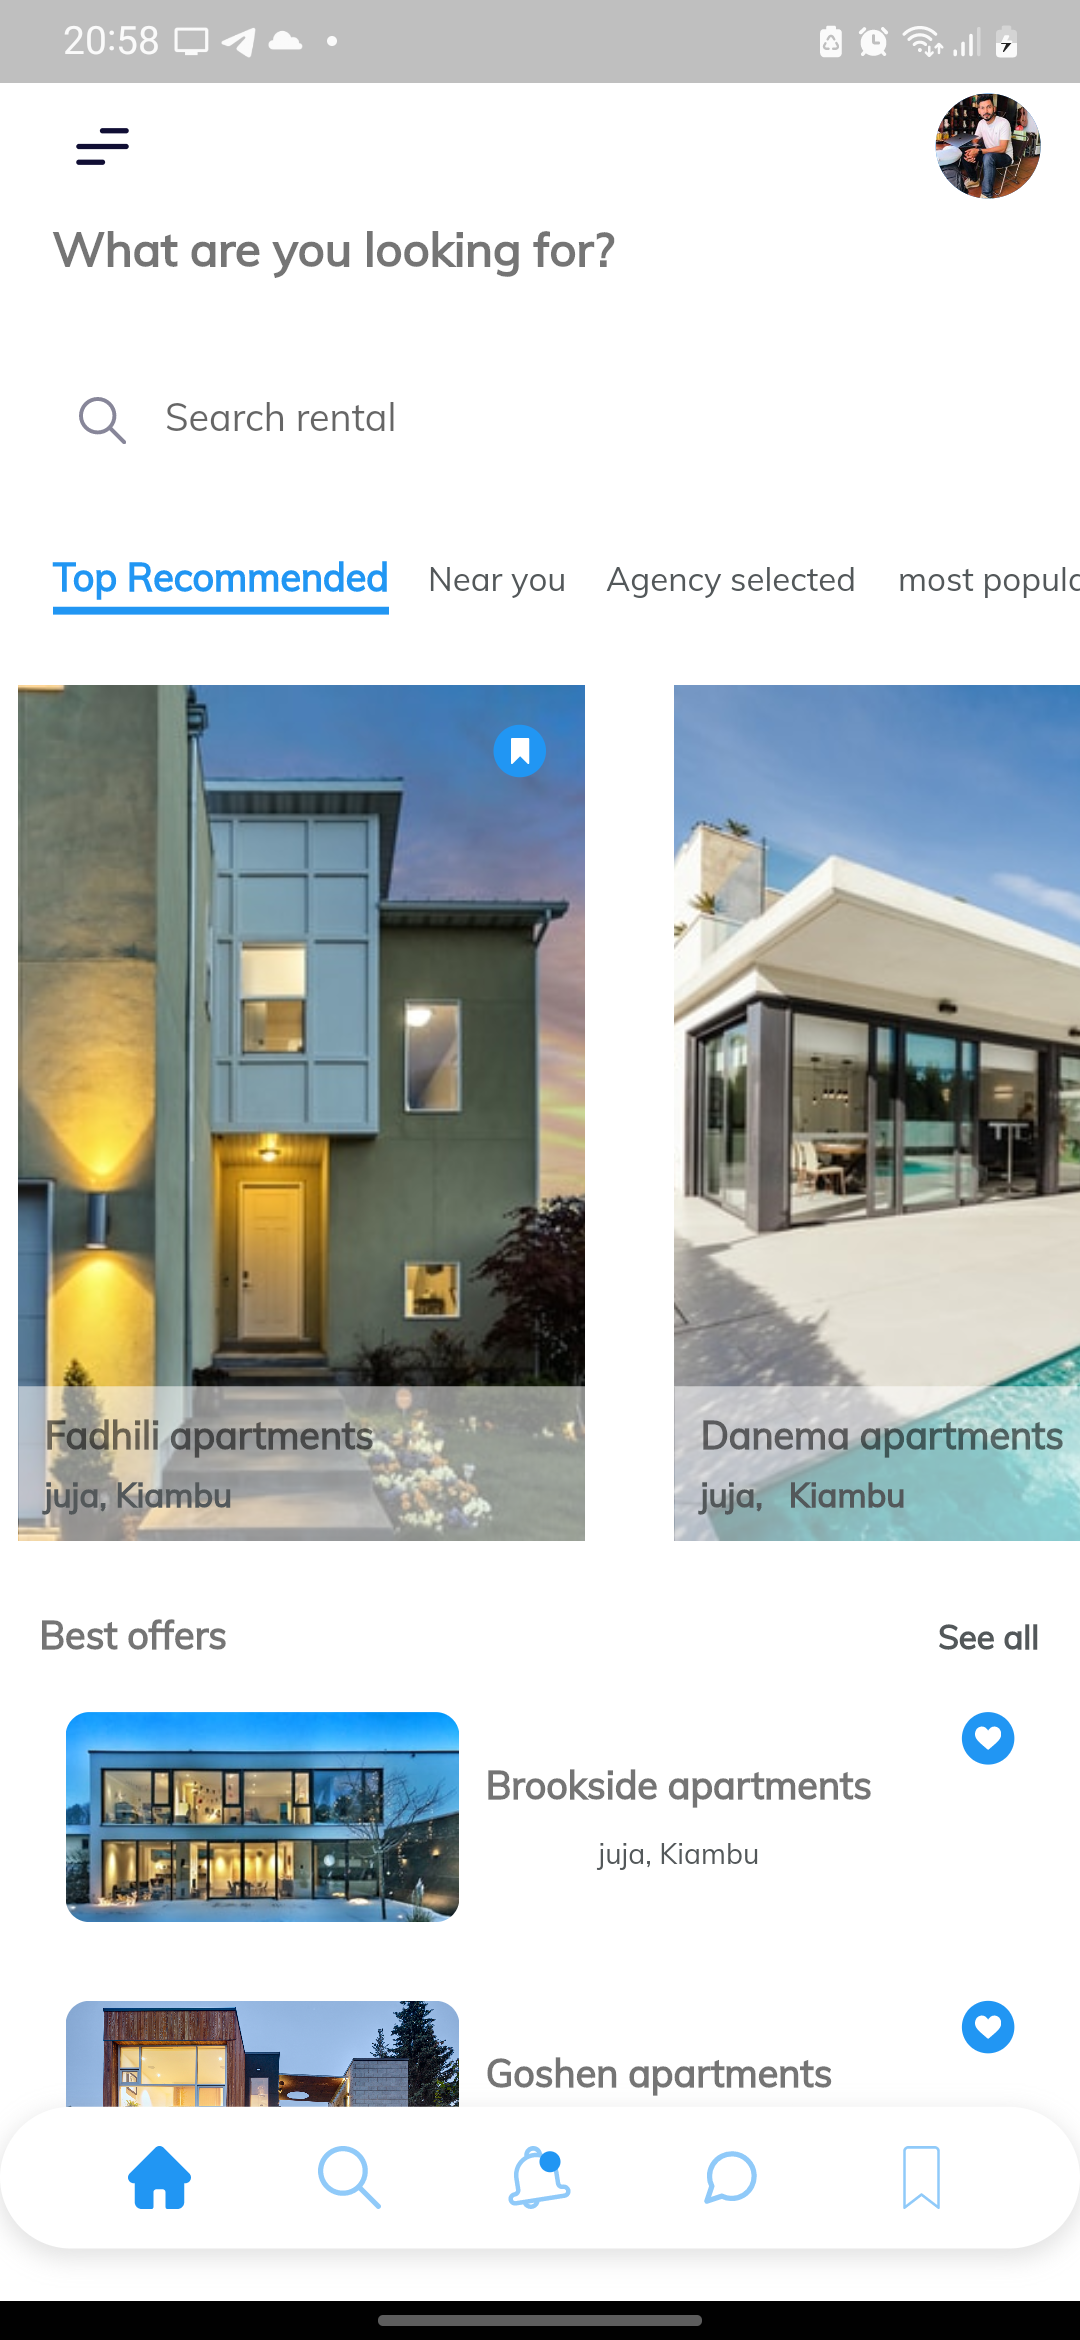 20:58
What are you looking for?
Search rental
Top Recommended Near you Agency selected most popula
Fadhili apartments
juja, Kiambu
Danema apartments
juja, Kiambu
Best offers See all
Brookside apartments
juja, Kiambu
Goshen apartments